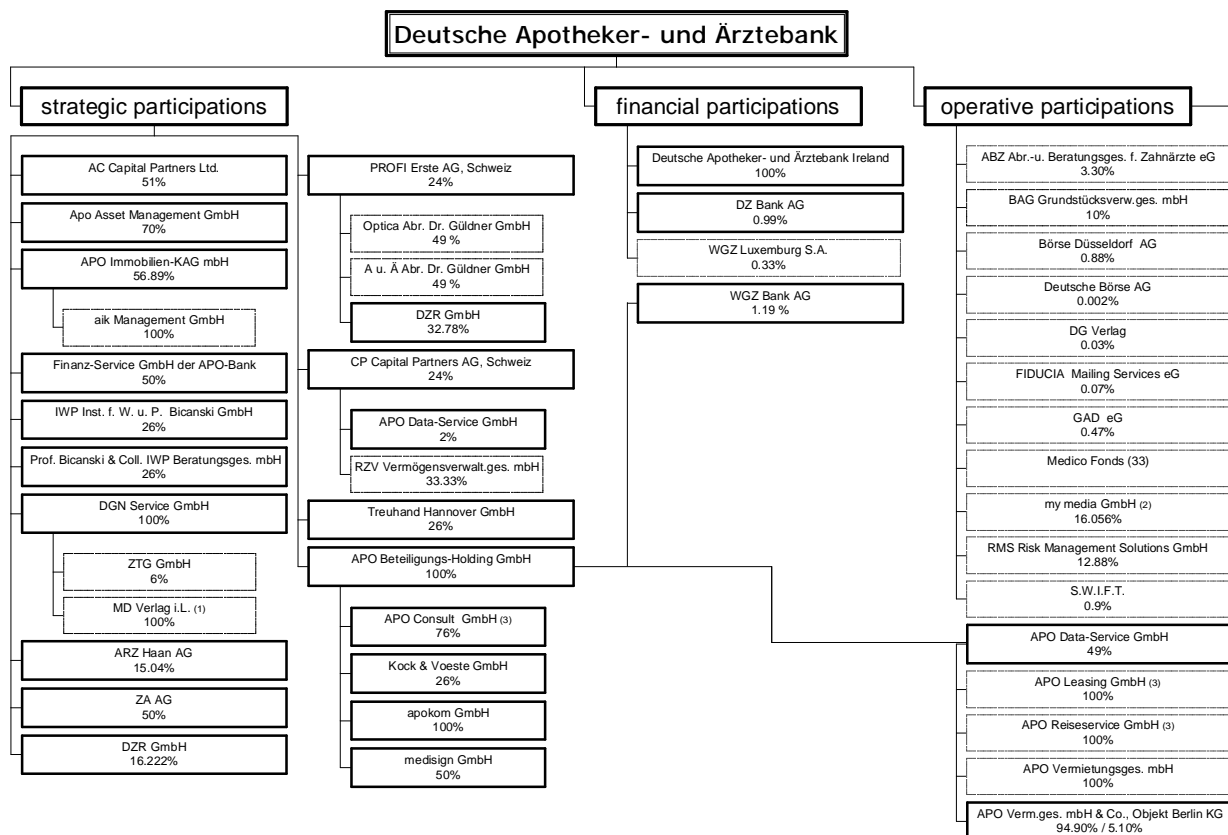 Deutsche Apotheker- und Ärztebank
strategic participations
AC Capital Partners Ltd.
51%
Apo Asset Management GmbH
70%
APO Immobilien-KAG mbH
56.89%
aik Management GmbH
100%
Finanz-Service GmbH der APO-Bank
50%
IWP Inst. f. W. u. P. Bicanski GmbH
26%
Prof. Bicanski & Coll. IWP Beratungsges. mbH
26%
DGN Service GmbH
100%
ZTG GmbH
6%
MD Verlag i.L. (1)
100%
ARZ Haan AG
15.04%
ZA AG
50%
DZR GmbH
16.222%
PROFI Erste AG, Schweiz
24%
Optica Abr. Dr. Güldner GmbH
49 %
A u. Ä Abr. Dr. Güldner GmbH
49 %
DZR GmbH
32.78%
CP Capital Partners AG, Schweiz
24%
APO Data-Service GmbH
2%
RZV Vermögensverwalt.ges. mbH
33.33%
Treuhand Hannover GmbH
26%
APO Beteiligungs-Holding GmbH
100%
APO Consult GmbH (3)
76%
Kock & Voeste GmbH
26%
apokom GmbH
100%
medisign GmbH
50%
financial participations
Deutsche Apotheker- und Ärztebank Ireland
100%
DZ Bank AG
0.99%
WGZ Luxemburg S.A.
0.33%
WGZ Bank AG
1.19 %
operative participations
ABZ Abr.-u. Beratungsges. f. Zahnärzte eG
3.30%
BAG Grundstücksverw.ges. mbH
10%
Börse Düsseldorf AG
0.88%
Deutsche Börse AG
0.002%
DG Verlag
0.03%
FIDUCIA Mailing Services eG
0.07%
GAD eG
0.47%
Medico Fonds (33)
my media GmbH (2)
16.056%
RMS Risk Management Solutions GmbH
12.88%
S.W.I.F.T.
0.9%
APO Data-Service GmbH
49%
APO Leasing GmbH (3)
100%
APO Reiseservice GmbH (3)
100%
APO Vermietungsges. mbH
100%
APO Verm.ges. mbH & Co., Objekt Berlin KG
94.90% / 5.10%